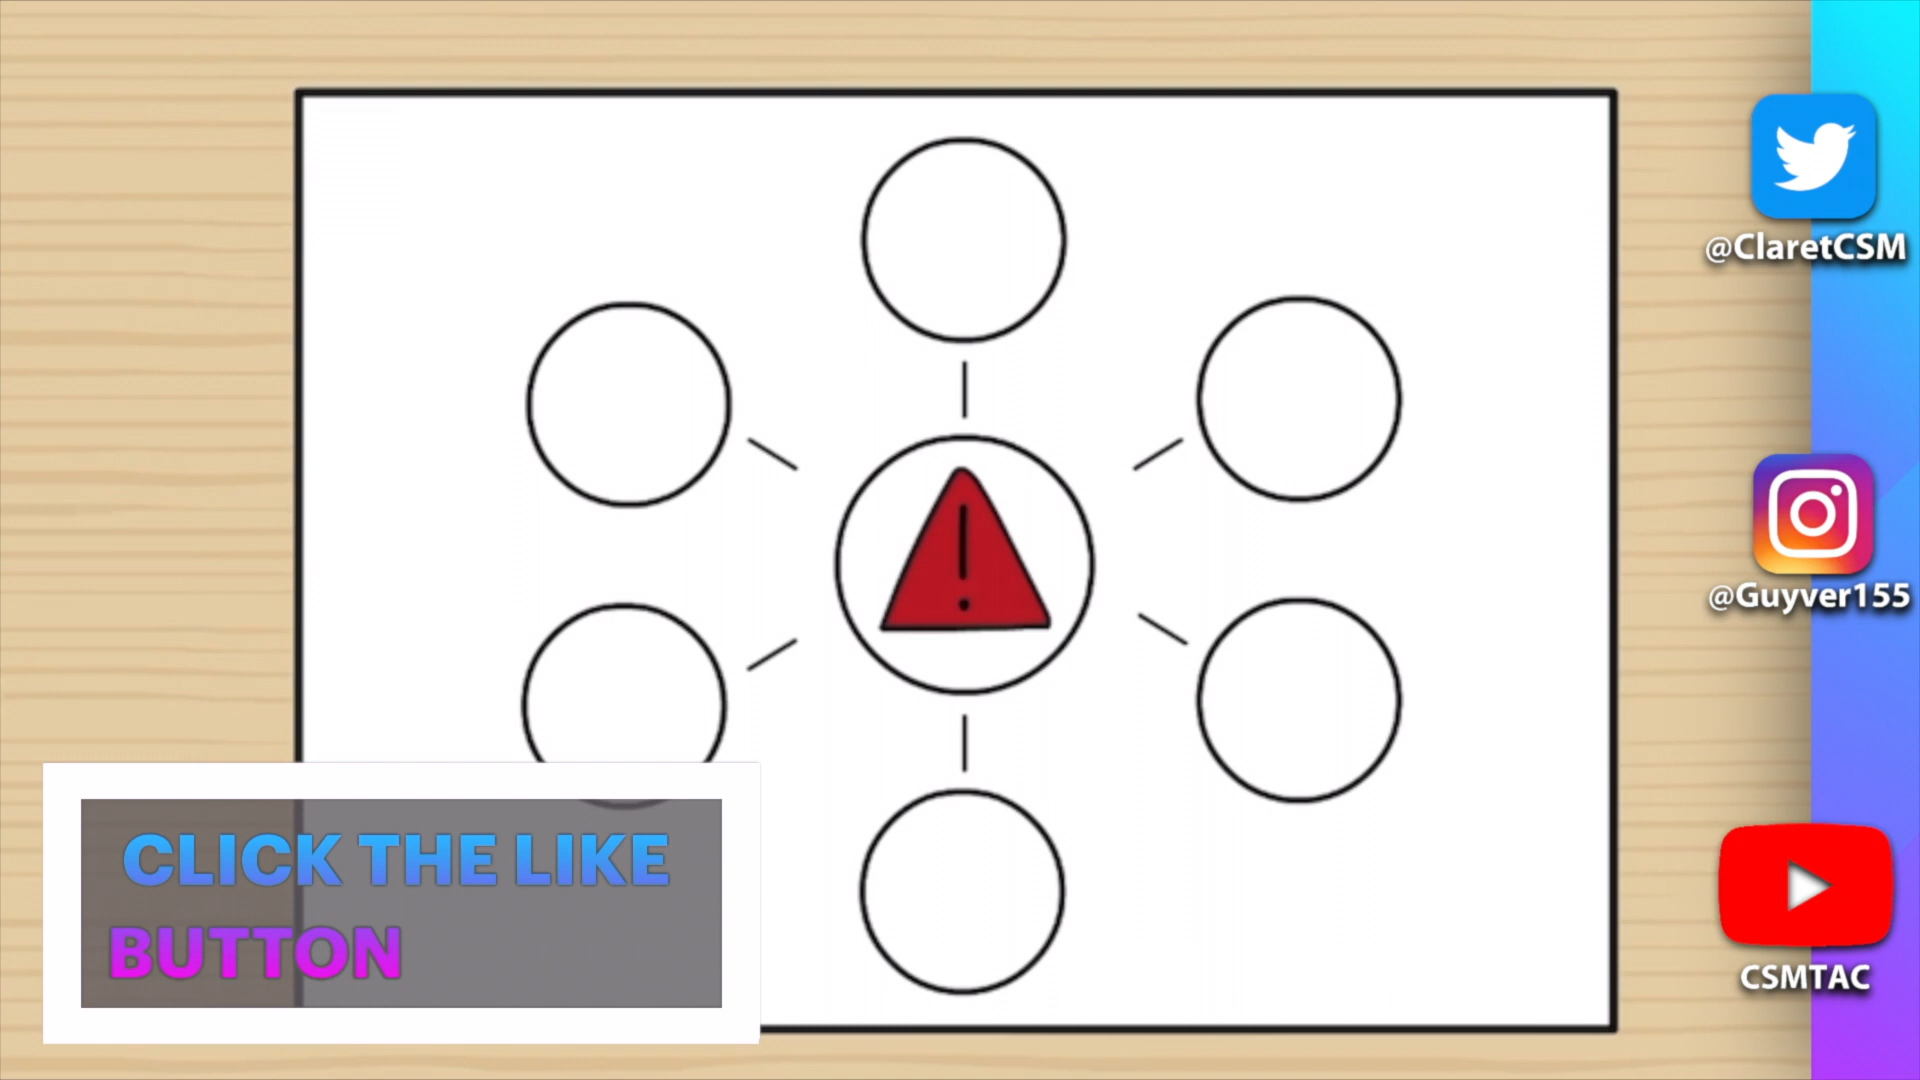 @ClaretCSM
@Guyver155
CLICK THE LIKE
BUTTON
CSMTAC